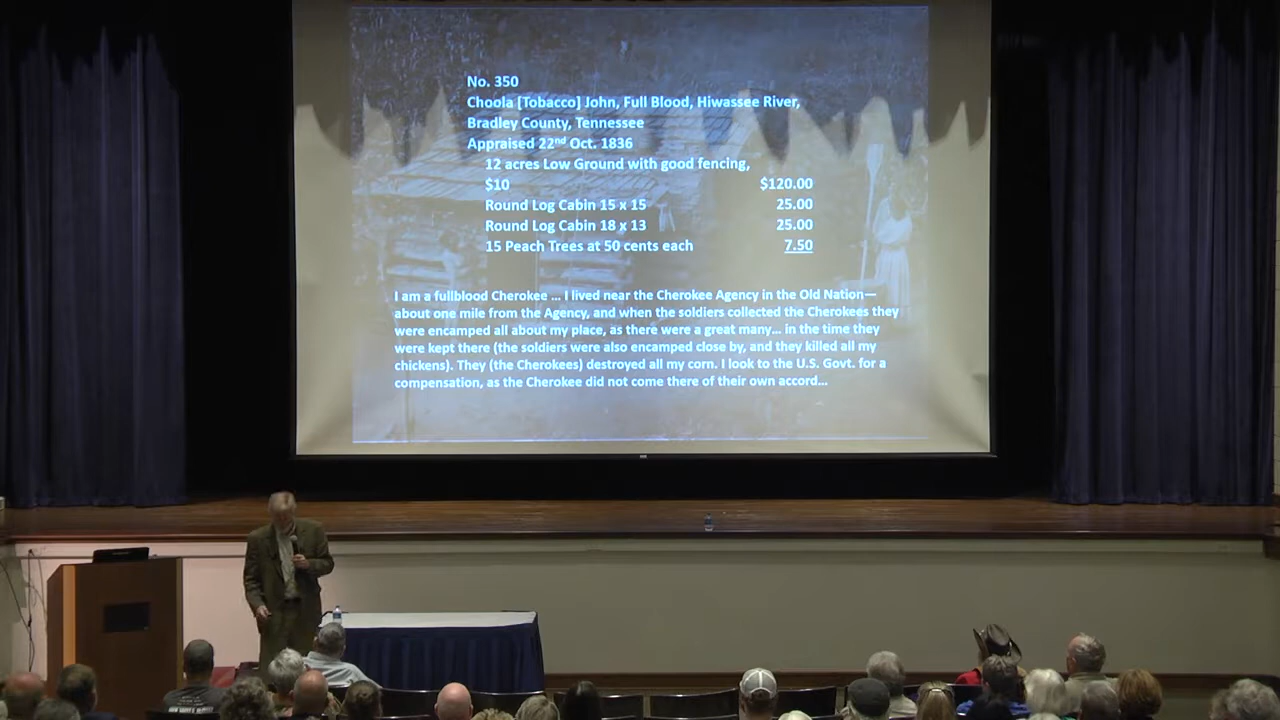 No. 350
Choola [Tobacco] John, Full Blood, Hiwassee River,
Bradley County, Tennessee
Appraised 22nd Oct. 1836
12 acres Low Ground with good fencing,
$10 $120.00
Round Log Cabin 15 x 15 25.00
Round Log Cabin 18 x 13 25.00
15 Peach Trees at 50 cents each 7.50
I am a fullblood Cherokee ... I lived near the Cherokee Agency in the Old Nation—
about one mile from the Agency, and when the soldiers collected the Cherokees they
were encamped all about my place, as there were a great many... in the time they
were kept there (the soldiers were also encamped close by, and they killed all my
chickens). They (the Cherokees) destroyed all my corn. I look to the U.S. Govt. for a
compensation, as the Cherokee did not come there of their own accord...